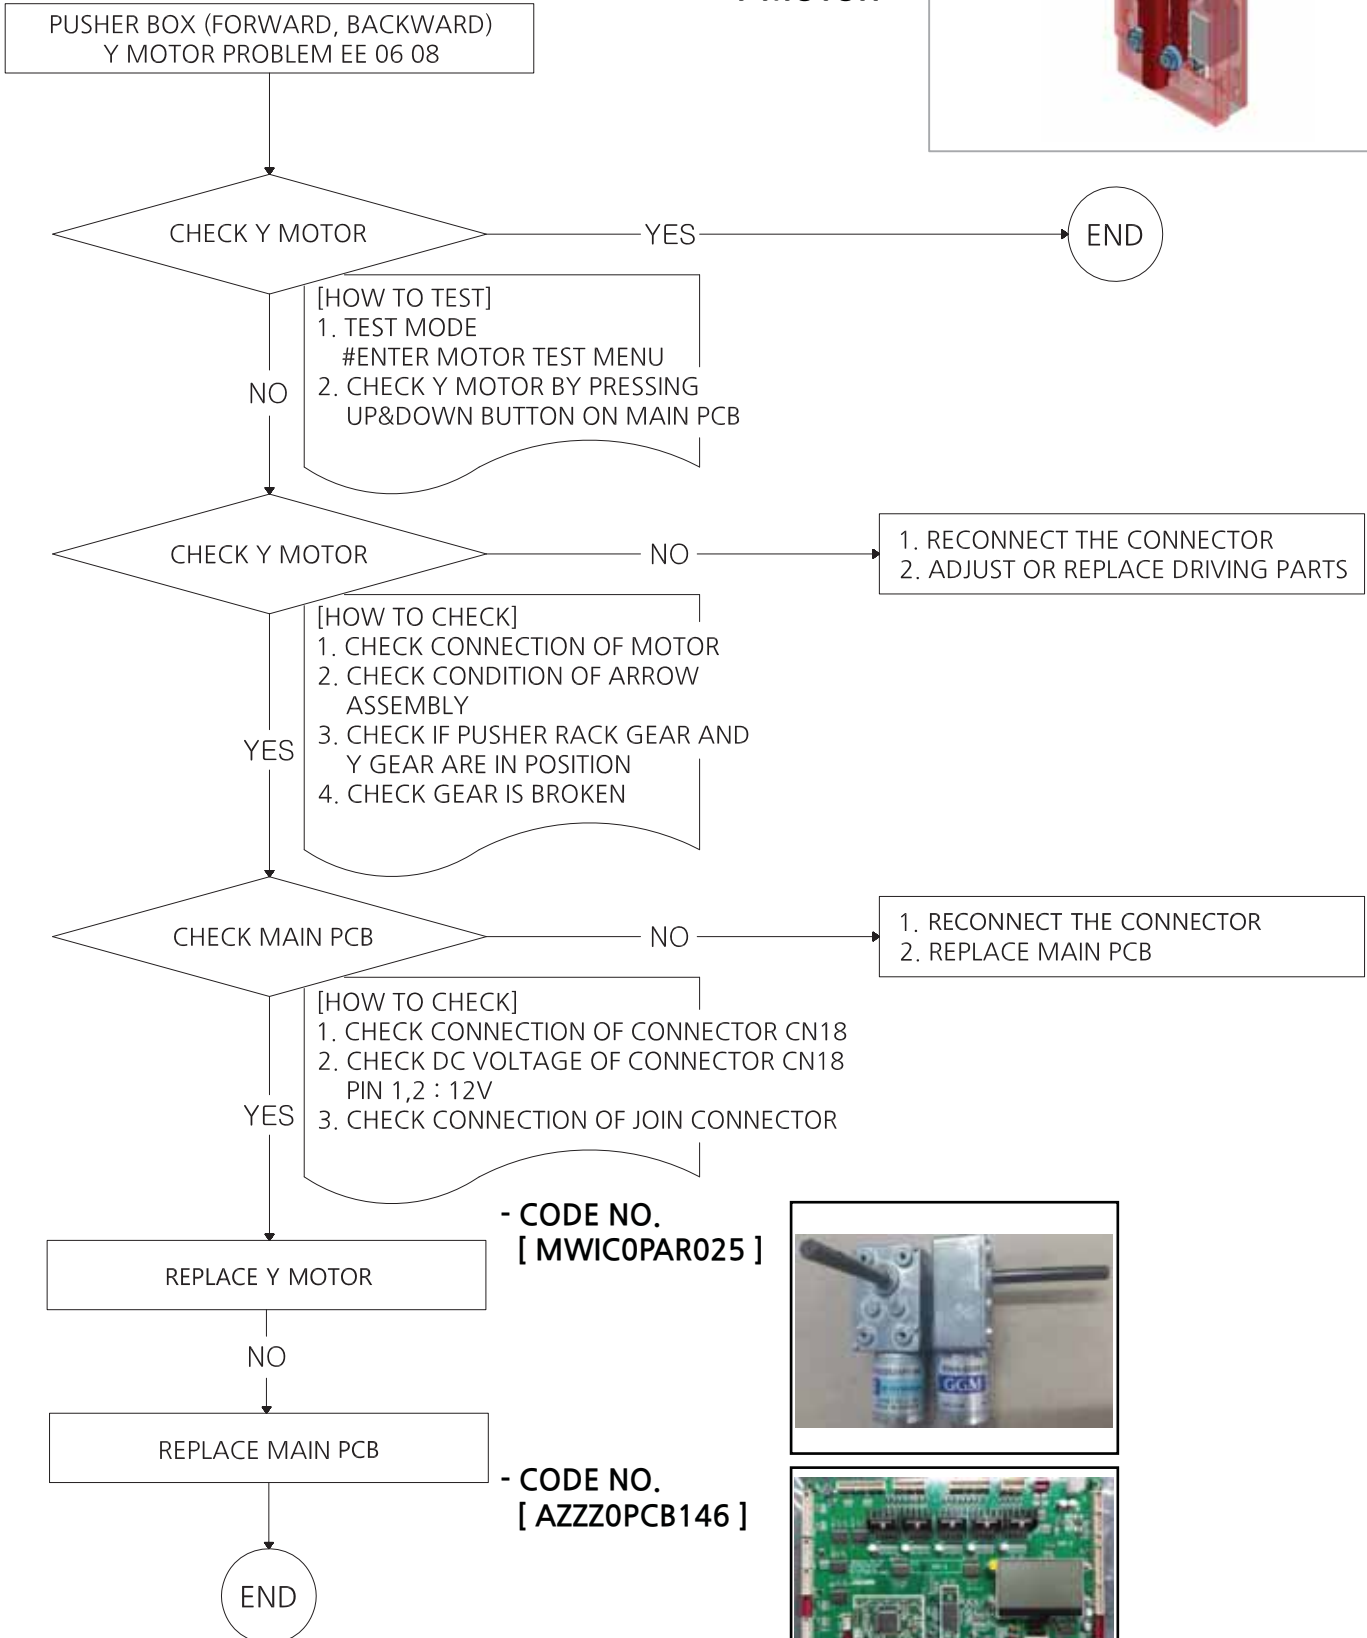 PUSHER BOX (FORWARD, BACKWARD)
Y MOTOR PROBLEM EE 06 08
CHECK Y MOTOR
YES
END
[HOW TO TEST]
1. TEST MODE
#ENTER MOTOR TEST MENU
2. CHECK Y MOTOR BY PRESSING
UP&DOWN BUTTON ON MAIN PCB
NO
CHECK Y MOTOR
NO
1. RECONNECT THE CONNECTOR
2. ADJUST OR REPLACE DRIVING PARTS
[HOW TO CHECK]
1. CHECK CONNECTION OF MOTOR
2. CHECK CONDITION OF ARROW
ASSEMBLY
3. CHECK IF PUSHER RACK GEAR AND
Y GEAR ARE IN POSITION
4. CHECK GEAR IS BROKEN
YES
CHECK MAIN PCB
NO
1. RECONNECT THE CONNECTOR
2. REPLACE MAIN PCB
[HOW TO CHECK]
1. CHECK CONNECTION OF CONNECTOR CN18
2. CHECK DC VOLTAGE OF CONNECTOR CN18
PIN 1,2 : 12V
3. CHECK CONNECTION OF JOIN CONNECTOR
YES
- CODE NO.
[ MWIC0PAR025 ]
REPLACE Y MOTOR
GGM
NO
REPLACE MAIN PCB
- CODE NO.
[ AZZZ0PCB146 ]
END